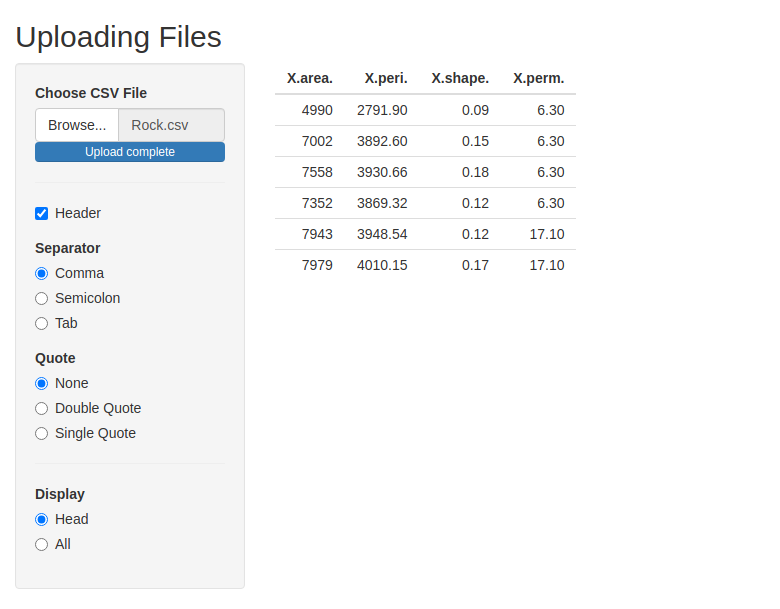 Uploading Files
Choose CSV File
Browse... Rock.csv
Upload complete
Header
Separator
Comma
Semicolon
Tab
Quote
None
Double Quote
Single Quote
Display
Head
All
X.area. X.peri. X.shape. X.perm.
4990 2791.90 0.09 6.30
7002 3892.60 0.15 6.30
7558 3930.66 0.18 6.30
7352 3869.32 0.12 6.30
7943 3948.54 0.12 17.10
7979 4010.15 0.17 17.10